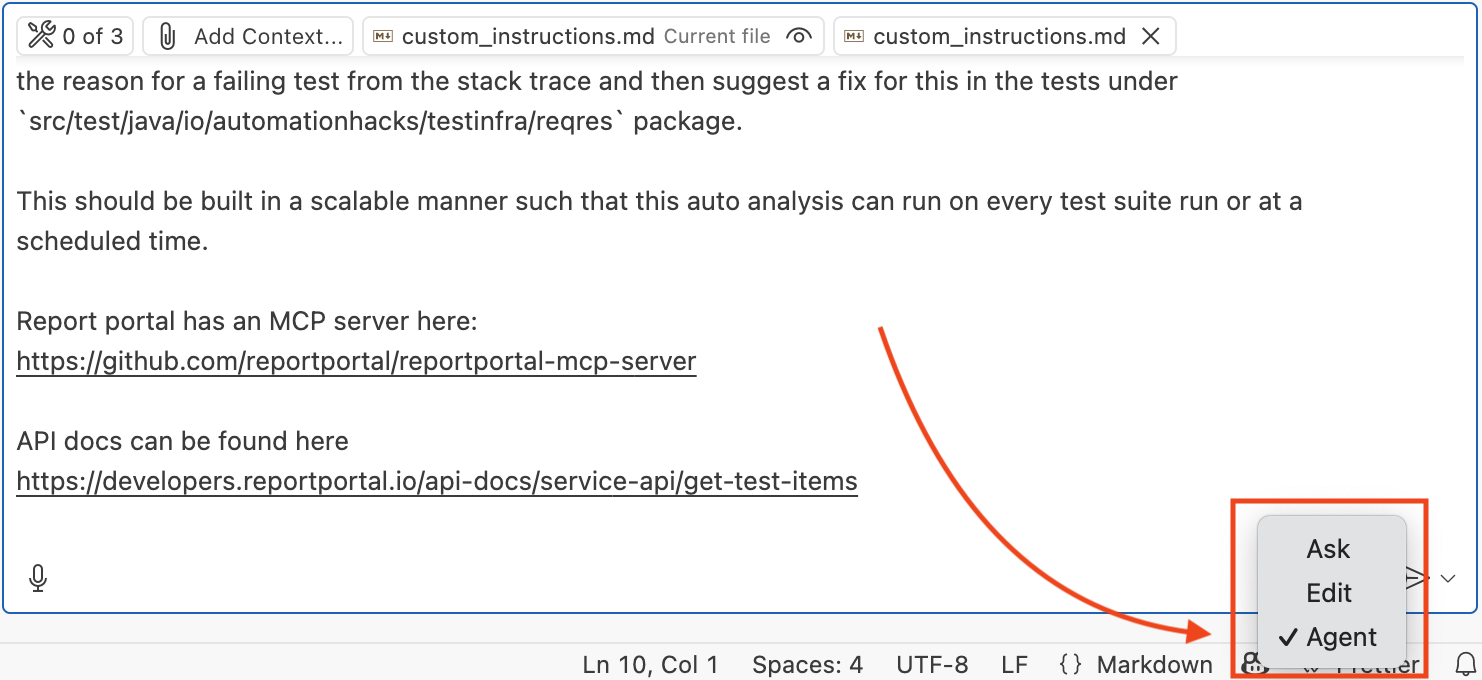 0 of 3 Add Context... M↓ custom_instructions.md Current file M↓ custom_instructions.md
the reason for a failing test from the stack trace and then suggest a fix for this in the tests under
`src/test/java/io/automationhacks/testinfra/reqres` package.
This should be built in a scalable manner such that this auto analysis can run on every test suite run or at a
scheduled time.
Report portal has an MCP server here:
https://github.com/reportportal/reportportal-mcp-server
API docs can be found here
https://developers.reportportal.io/api-docs/service-api/get-test-items
Ask
Edit
✓ Agent
Ln 10, Col 1 Spaces: 4 UTF-8 LF {} Markdown Prettier